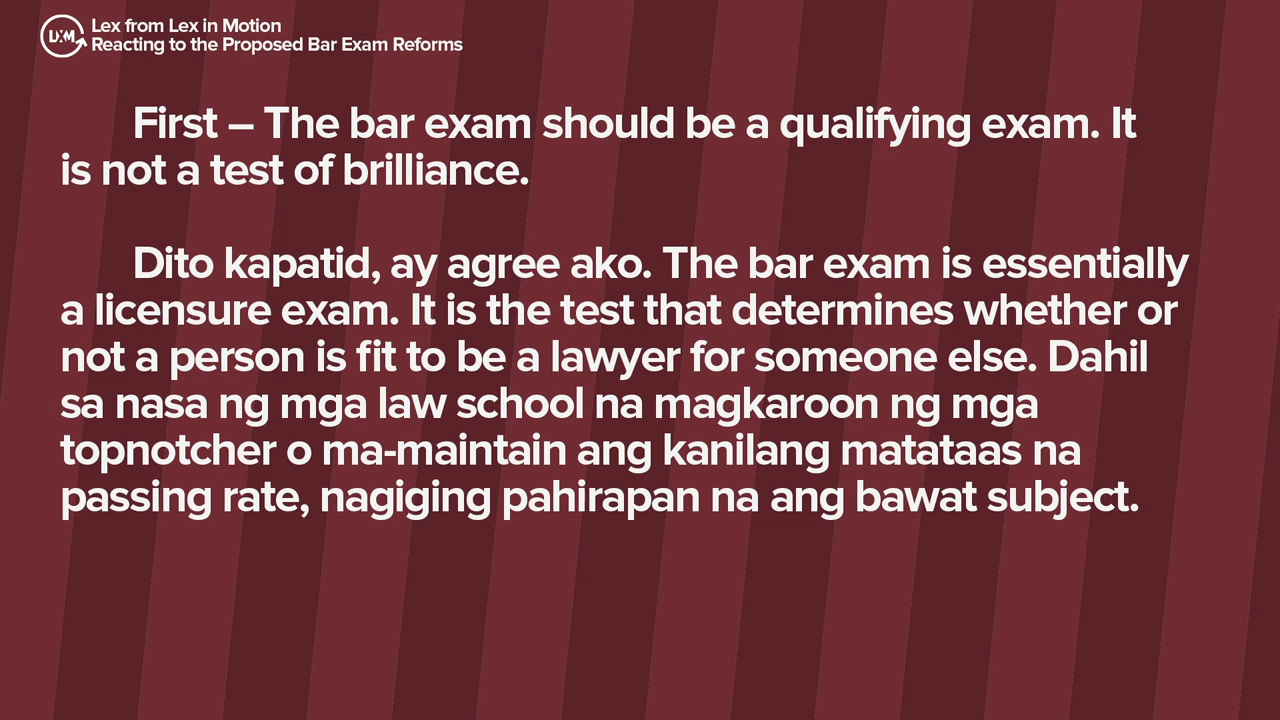 LXM
Lex from Lex in Motion
Reacting to the Proposed Bar Exam Reforms
First – The bar exam should be a qualifying exam. It
is not a test of brilliance.
Dito kapatid, ay agree ako. The bar exam is essentially
a licensure exam. It is the test that determines whether or
not a person is fit to be a lawyer for someone else. Dahil
sa nasa ng mga law school na magkaroon ng mga
topnotcher o ma-maintain ang kanilang matataas na
passing rate, nagiging pahirapan na ang bawat subject.